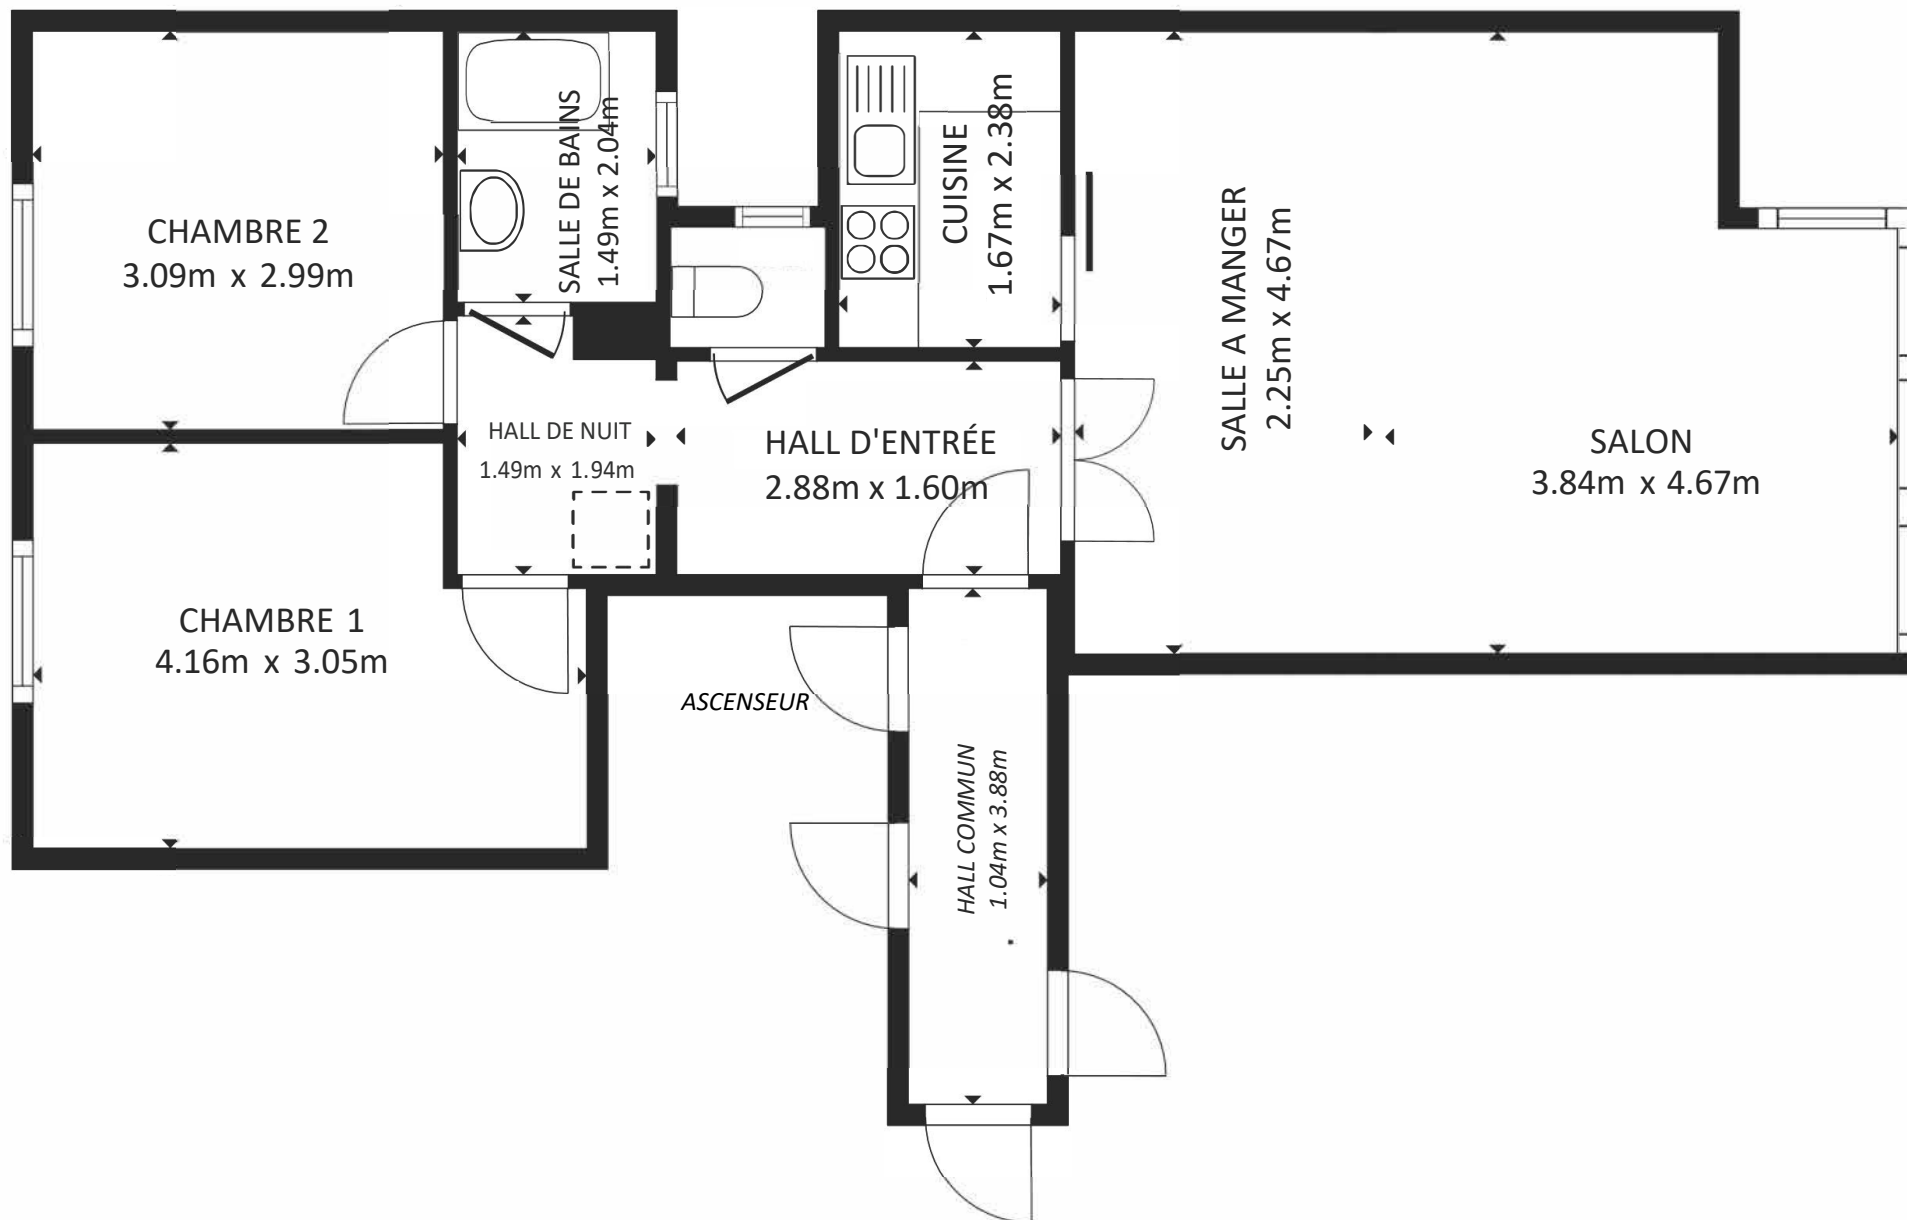 CHAMBRE 2
3.09m x 2.99m
SALLE DE BAINS
1.49m x 2.04m
CUISINE
1.67m x 2.38m
SALLE A MANGER
2.25m x 4.67m
SALON
3.84m x 4.67m
HALL DE NUIT
1.49m x 1.94m
HALL D'ENTRÉE
2.88m x 1.60m
CHAMBRE 1
4.16m x 3.05m
ASCENSEUR
HALL COMMUN
1.04m x 3.88m